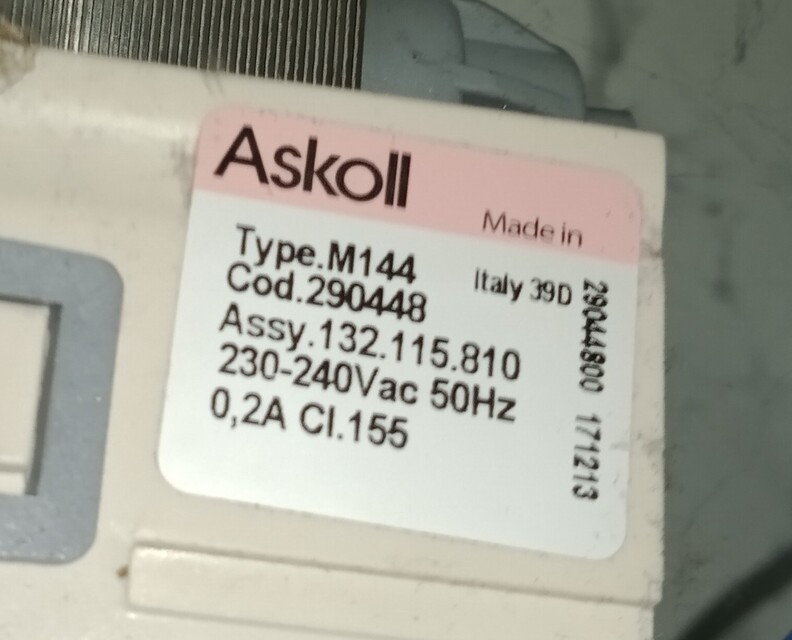 Askoll
Made in
Italy 39D
Type.M144
Cod.290448
Assy.132.115.810
230-240Vac 50Hz
0,2A Cl.155
29044800 171213